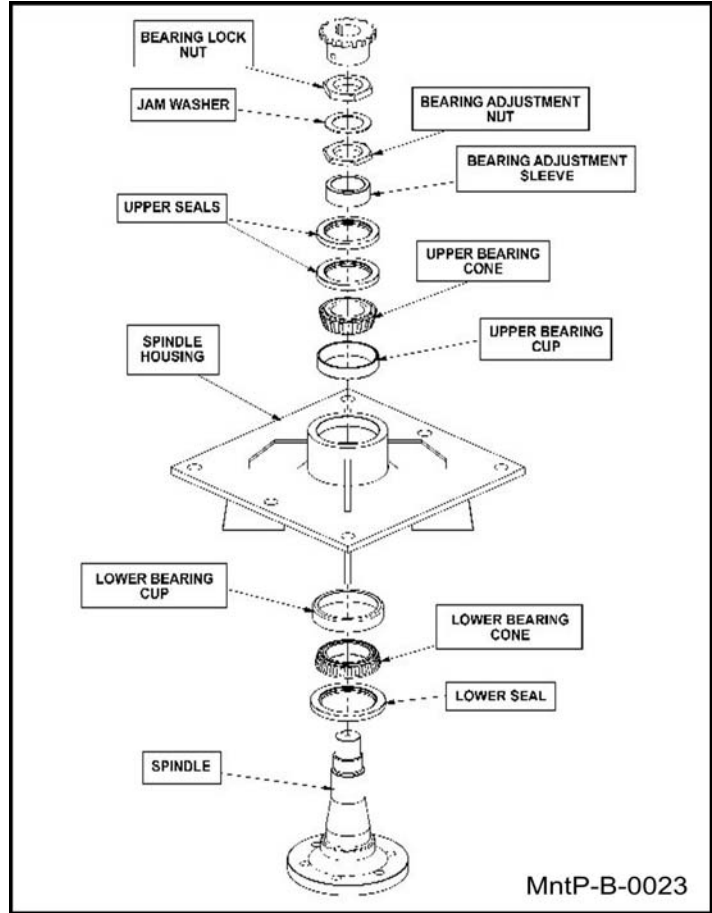 BEARING LOCK
NUT
JAM WASHER
BEARING ADJUSTMENT
NUT
BEARING ADJUSTMENT
SLEEVE
UPPER SEALS
UPPER BEARING
CONE
SPINDLE
HOUSING
UPPER BEARING
CUP
LOWER BEARING
CUP
LOWER BEARING
CONE
LOWER SEAL
SPINDLE
MntP-B-0023